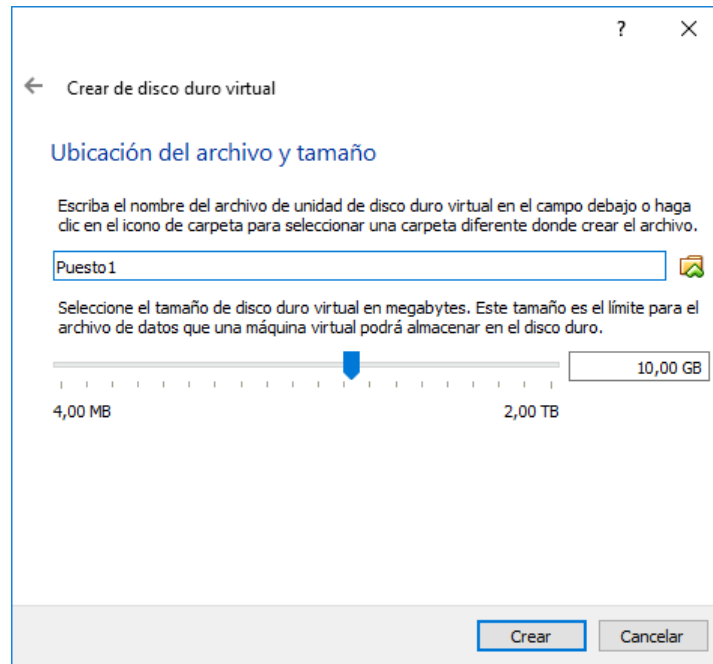 ?
Crear de disco duro virtual
Ubicación del archivo y tamaño
Escriba el nombre del archivo de unidad de disco duro virtual en el campo debajo o haga
clic en el icono de carpeta para seleccionar una carpeta diferente donde crear el archivo.
Puesto1
Seleccione el tamaño de disco duro virtual en megabytes. Este tamaño es el límite para el
archivo de datos que una máquina virtual podrá almacenar en el disco duro.
10,00 GB
4,00 MB 2,00 TB
Crear Cancelar